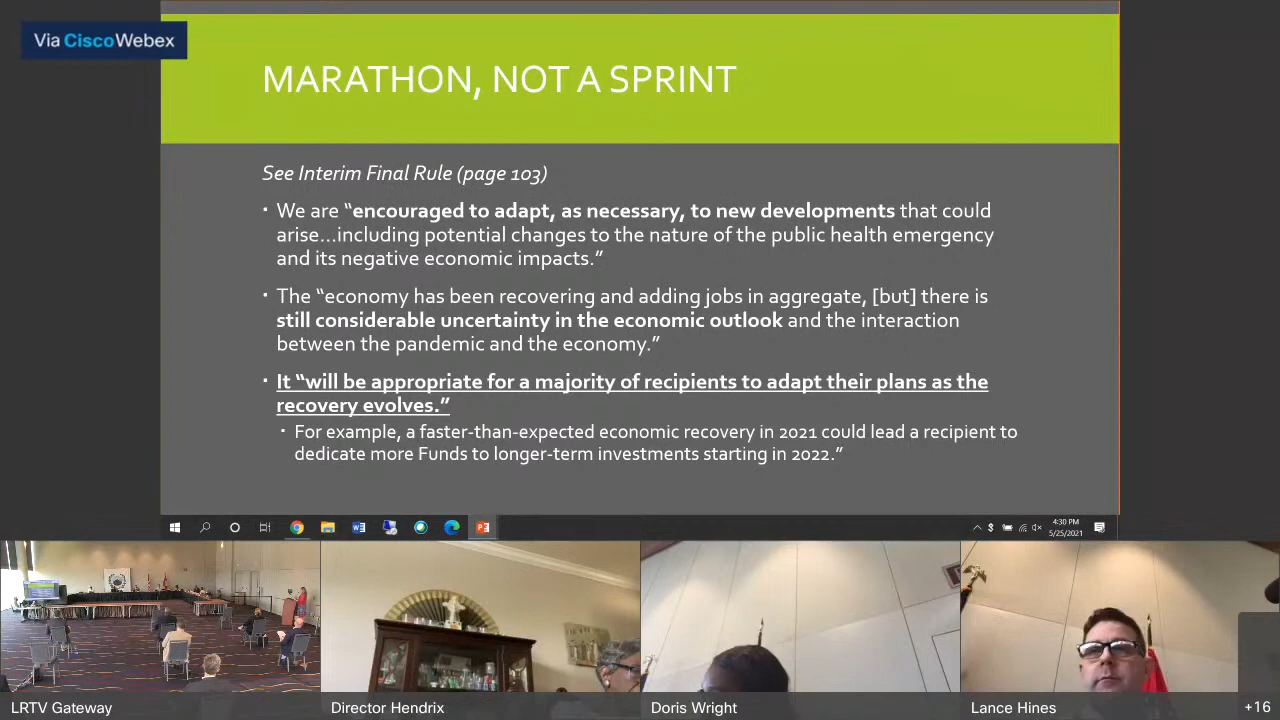 Via Cisco Webex
MARATHON, NOT A SPRINT
See Interim Final Rule (page 103)
▪ We are “encouraged to adapt, as necessary, to new developments that could
arise…including potential changes to the nature of the public health emergency
and its negative economic impacts.”
▪ The “economy has been recovering and adding jobs in aggregate, [but] there is
still considerable uncertainty in the economic outlook and the interaction
between the pandemic and the economy.”
▪ It “will be appropriate for a majority of recipients to adapt their plans as the
recovery evolves.”
▪ For example, a faster-than-expected economic recovery in 2021 could lead a recipient to
dedicate more Funds to longer-term investments starting in 2022.”
4:30 PM
5/25/2021
LRTV Gateway
Director Hendrix
Doris Wright
Lance Hines
+16